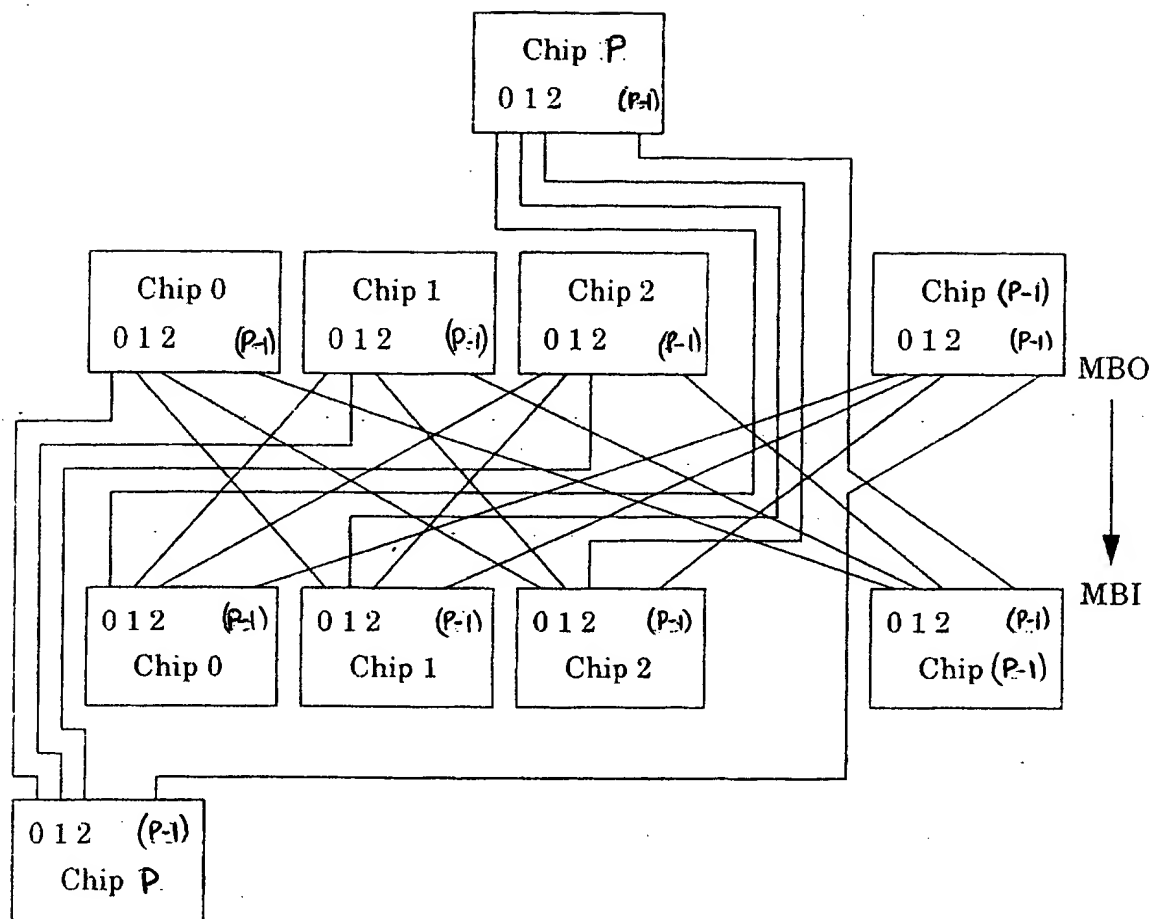 Chip P
0 1 2 (P-1)
Chip 0
0 1 2 (P-1)
Chip 1
0 1 2 (P-1)
Chip 2
0 1 2 (P-1)
Chip (P-1)
0 1 2 (P-1)
MBO
MBI
0 1 2 (P-1)
Chip 0
0 1 2 (P-1)
Chip 1
0 1 2 (P-1)
Chip 2
0 1 2 (P-1)
Chip (P-1)
0 1 2 (P-1)
Chip P